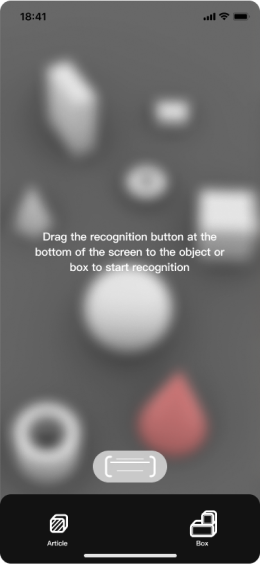 18:41
Drag the recognition button at the
bottom of the screen to the object or
box to start recognition
Article
Box